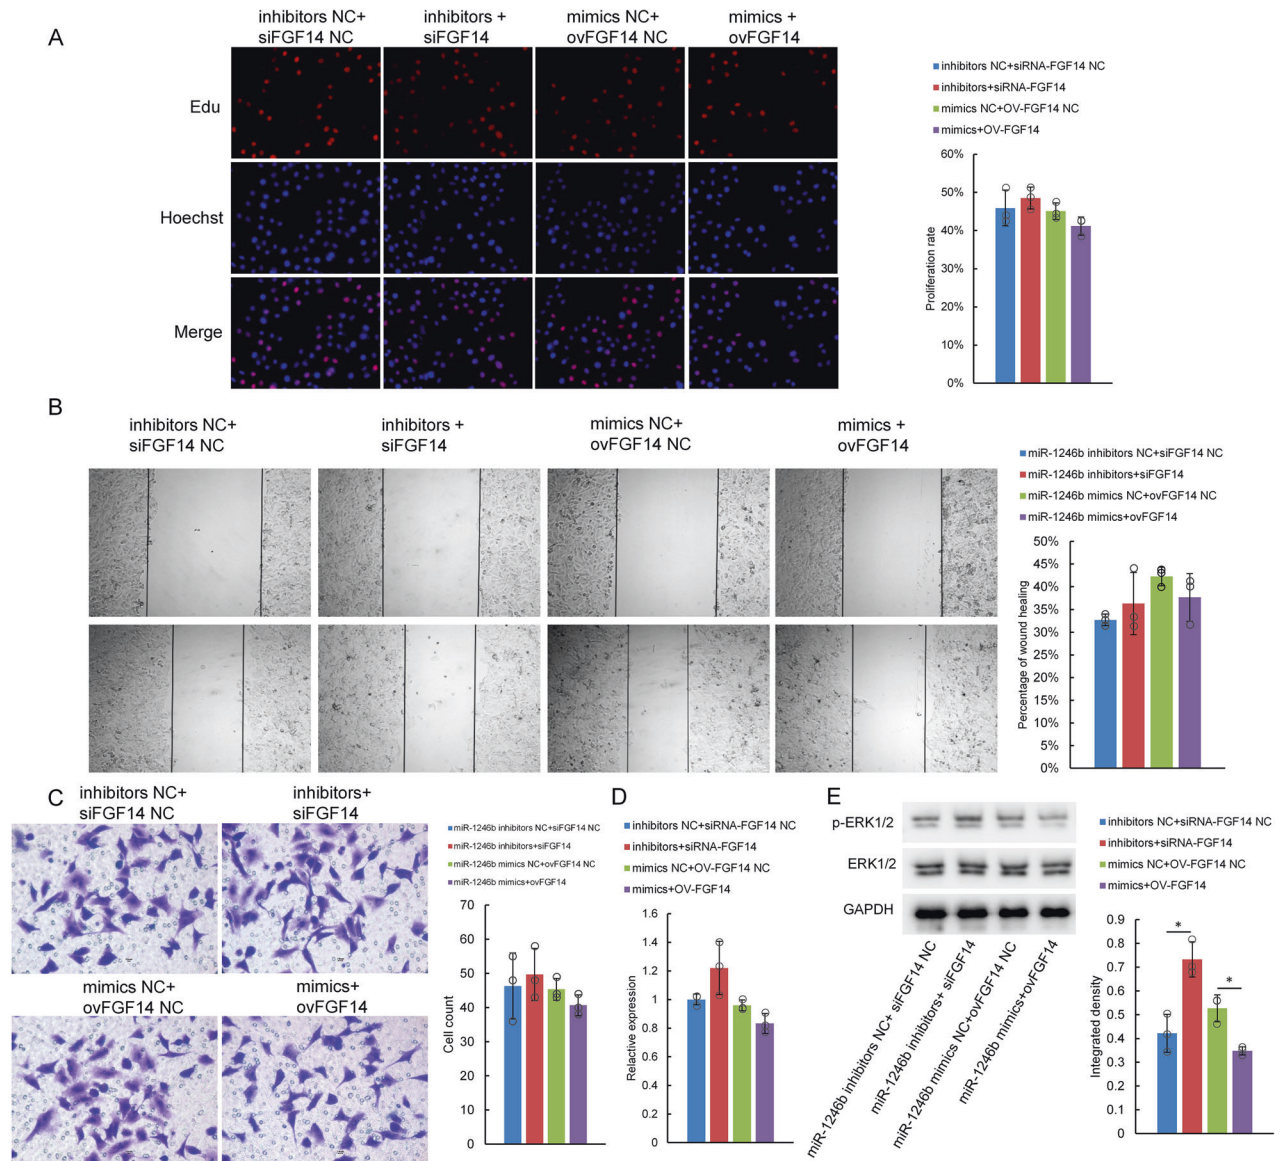 A
inhibitors NC+
siFGF14 NC
inhibitors +
siFGF14
mimics NC+
ovFGF14 NC
mimics +
ovFGF14
Edu
Hoechst
Merge
inhibitors NC+siRNA-FGF14 NC
inhibitors+siRNA-FGF14
mimics NC+OV-FGF14 NC
mimics+OV-FGF14
60%
50%
40%
30%
20%
10%
0%
Proliferation rate
B
inhibitors NC+
siFGF14 NC
inhibitors +
siFGF14
mimics NC+
ovFGF14 NC
mimics +
ovFGF14
miR-1246b inhibitors NC+siFGF14 NC
miR-1246b inhibitors+siFGF14
miR-1246b mimics NC+ovFGF14 NC
miR-1246b mimics+ovFGF14
50%
45%
40%
35%
30%
25%
20%
15%
10%
5%
0%
Percentage of wound healing
C
inhibitors NC+
siFGF14 NC
inhibitors+
siFGF14
mimics NC+
ovFGF14 NC
mimics+
ovFGF14
miR-1246b inhibitors NC+siFGF14 NC
miR-1246b inhibitors+siFGF14
miR-1246b mimics NC+ovFGF14 NC
miR-1246b mimics+ovFGF14
70
60
50
40
30
20
10
0
Cell count
D
inhibitors NC+siRNA-FGF14 NC
inhibitors+siRNA-FGF14
mimics NC+OV-FGF14 NC
mimics+OV-FGF14
1.6
1.4
1.2
1
0.8
0.6
0.4
0.2
0
Relactive expression
E
p-ERK1/2
ERK1/2
GAPDH
miR-1246b inhibitors NC+ siFGF14 NC
miR-1246b inhibitors+ siFGF14
miR-1246b mimics NC+ovFGF14 NC
miR-1246b mimics+ovFGF14
inhibitors NC+siRNA-FGF14 NC
inhibitors+siRNA-FGF14
mimics NC+OV-FGF14 NC
mimics+OV-FGF14
0.9
0.8
0.7
0.6
0.5
0.4
0.3
0.2
0.1
0
Integrated density
*
*